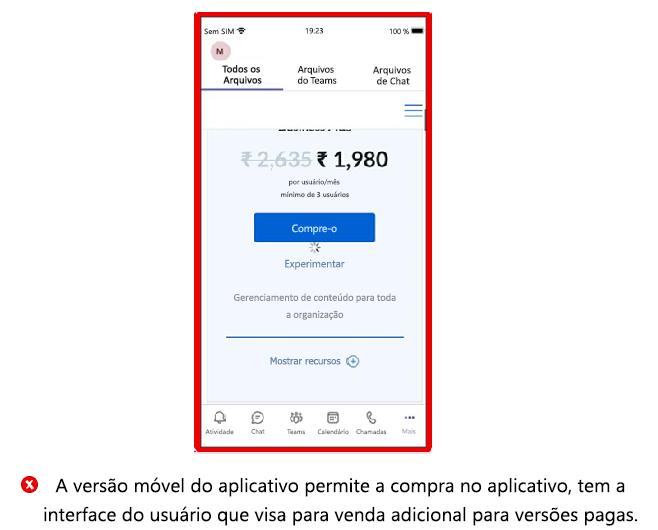 Sem SIM 19:23 100 %
M
Todos os Arquivos do Teams Arquivos de Chat
Arquivos
₹ 2,635 ₹ 1,980
por usuário/mês
mínimo de 3 usuários
Compre-o
Experimentar
Gerenciamento de conteúdo para toda
a organização
Mostrar recursos
Atividade Chat Teams Calendário Chamadas Mais
A versão móvel do aplicativo permite a compra no aplicativo, tem a
interface do usuário que visa para venda adicional para versões pagas.